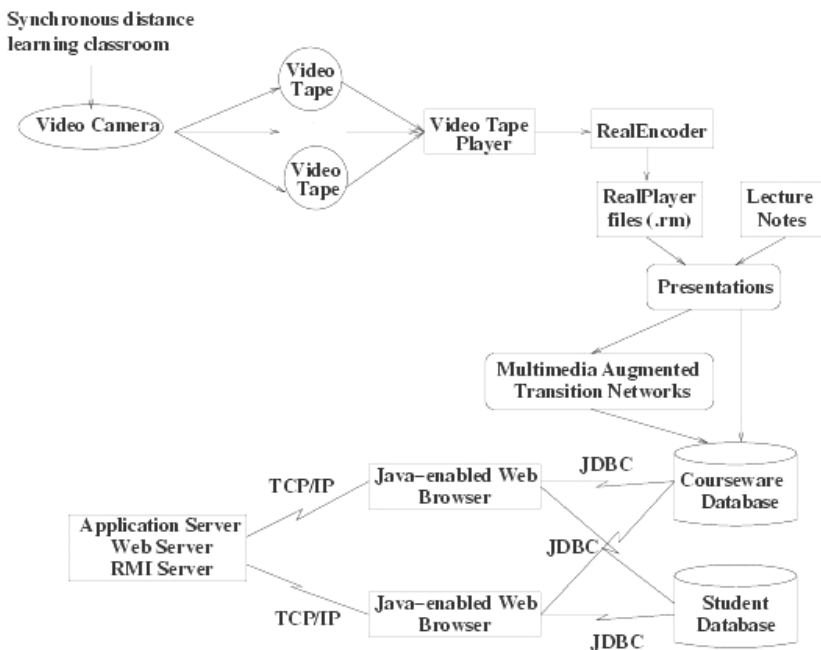 Synchronous distance
learning classroom
Video Camera
Video
Tape
Video
Tape
Video Tape
Player
RealEncoder
RealPlayer
files (.rm)
Lecture
Notes
Presentations
Multimedia Augmented
Transition Networks
Courseware
Database
JDBC
Java-enabled Web
Browser
TCP/IP
Application Server
Web Server
RMI Server
JDBC
TCP/IP
Java-enabled Web
Browser
JDBC
Student
Database